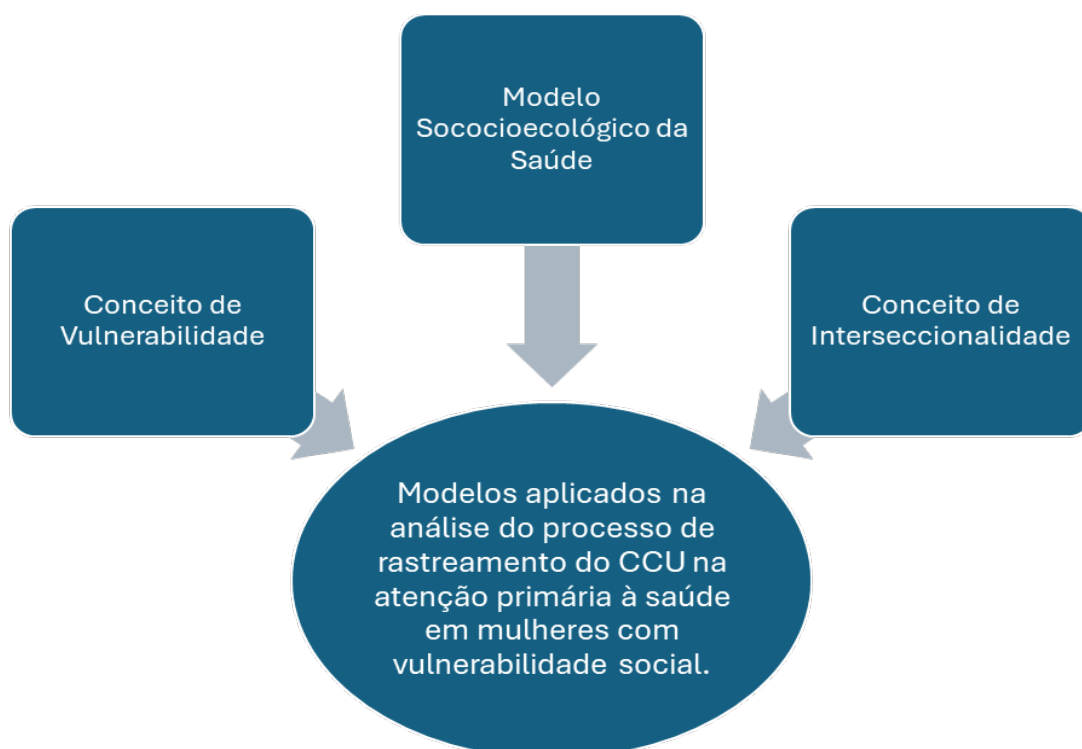 Modelo
Sococioecológico da
Saúde
Conceito de
Vulnerabilidade
Conceito de
Interseccionalidade
Modelos aplicados na
análise do processo de
rastreamento do CCU na
atenção primária à saúde
em mulheres com
vulnerabilidade social.